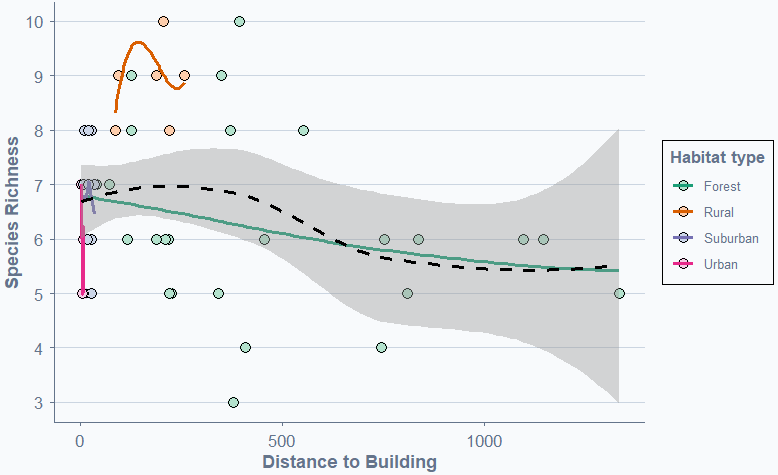 10
9
8
7
6
5
4
3
Species Richness
0 500 1000
Distance to Building
Habitat type
Forest
Rural
Suburban
Urban